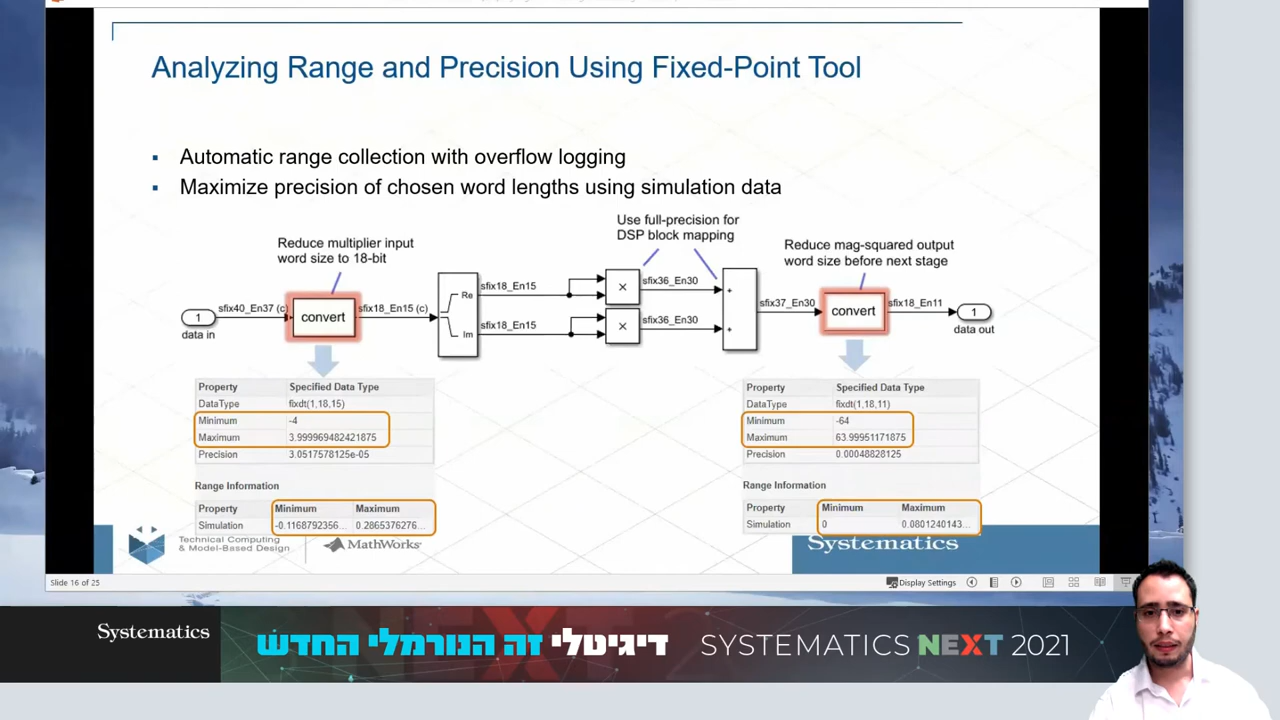 Analyzing Range and Precision Using Fixed-Point Tool
Automatic range collection with overflow logging
Maximize precision of chosen word lengths using simulation data
Use full-precision for
DSP block mapping
Reduce multiplier input
word size to 18-bit
Reduce mag-squared output
word size before next stage
sfix40_En37 (c)
convert
sfix18_En15 (c)
1
data in
Re
Im
sfix18_En15
sfix18_En15
×
×
sfix36_En30
sfix36_En30
+
+
sfix37_En30
convert
sfix18_En11
1
data out
Property Specified Data Type
DataType fixdt(1,18,15)
Minimum -4
Maximum 3.999969482421875
Precision 3.0517578125e-05
Range Information
Property Minimum Maximum
Simulation -0.1168792356... 0.2865376276...
Property Specified Data Type
DataType fixdt(1,18,11)
Minimum -64
Maximum 63.99951171875
Precision 0.00048828125
Range Information
Property Minimum Maximum
Simulation 0 0.0801240143...
Technical Computing
& Model-Based Design
MathWorks
Systematics
Slide 16 of 25
Display Settings
Systematics
דיגיטלי זה הנורמלי החדש
SYSTEMATICS NEXT 2021